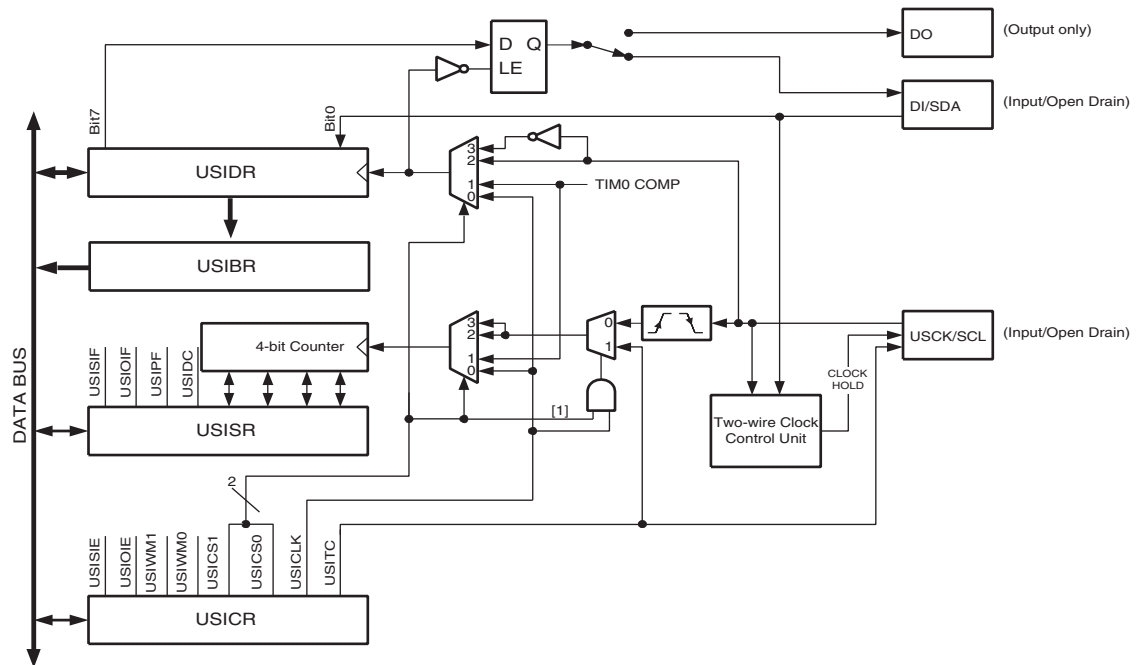 DO
(Output only)
D Q
LE
DI/SDA
(Input/Open Drain)
Bit7
Bit0
USIDR
3
2
1
0
TIM0 COMP
USIBR
DATA BUS
4-bit Counter
3
2
1
0
0
1
USCK/SCL
(Input/Open Drain)
CLOCK
HOLD
USISIF
USIOIF
USIPF
USIDC
[1]
Two-wire Clock
Control Unit
USISR
2
USISIE
USIOIE
USIWM1
USIWM0
USICS1
USICS0
USICLK
USITC
USICR